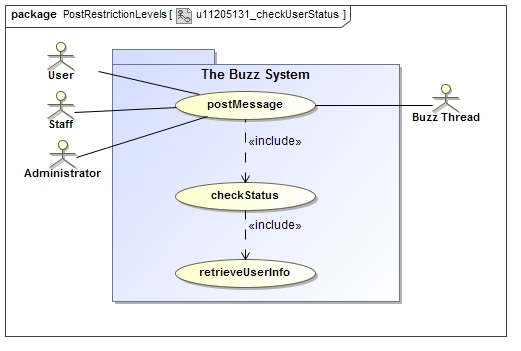 package PostRestrictionLevels [ u11205131_checkUserStatus ]
User
The Buzz System
postMessage
Staff
Buzz Thread
Administrator
«include»
checkStatus
«include»
retrieveUserInfo